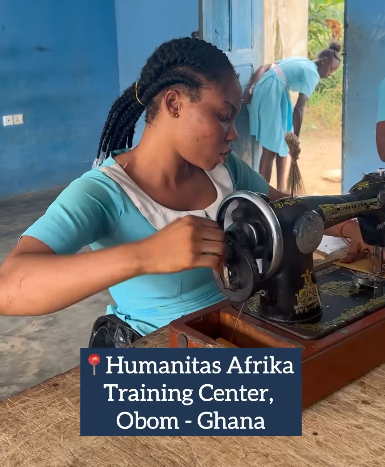 📍Humanitas Afrika
Training Center,
Obom - Ghana